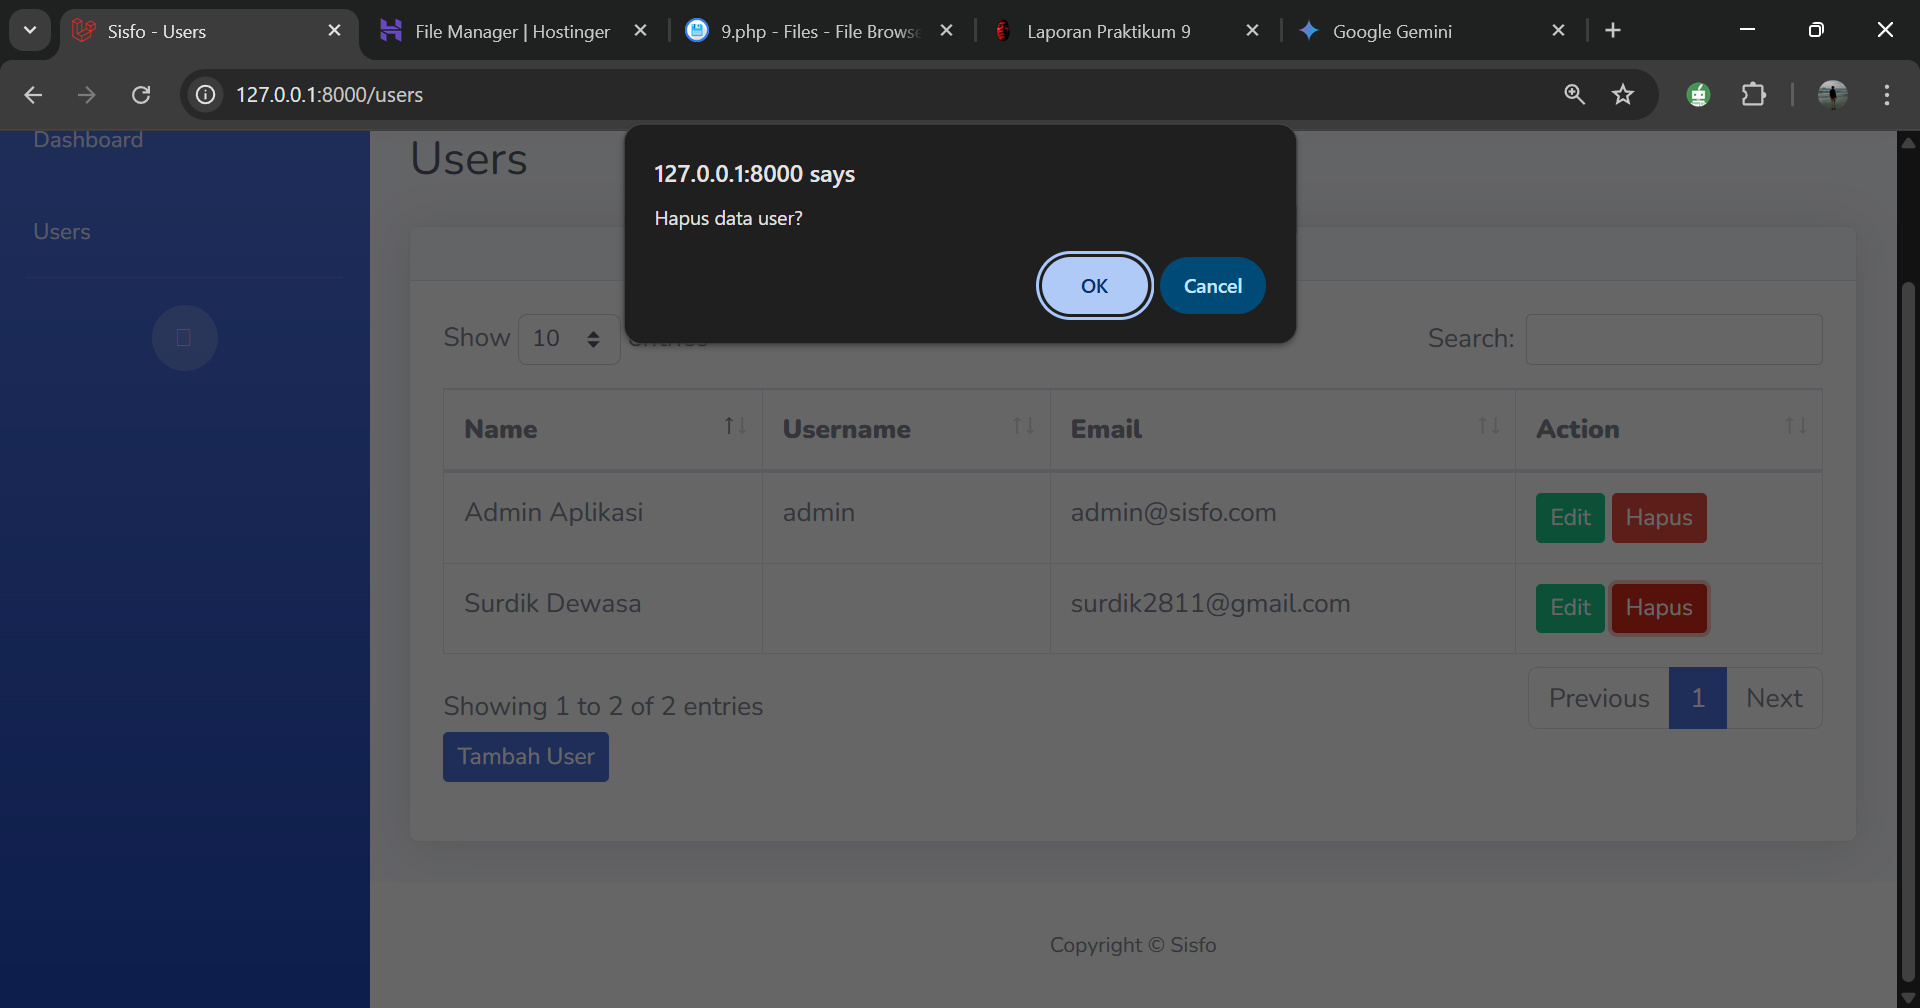 Sisfo - Users
File Manager | Hostinger
9.php - Files - File Browse
Laporan Praktikum 9
Google Gemini
127.0.0.1:8000/users
Dashboard
Users
Users
127.0.0.1:8000 says
Hapus data user?
OK
Cancel
Show 10 entries
Search:
Name
Username
Email
Action
Admin Aplikasi
admin
admin@sisfo.com
Edit
Hapus
Surdik Dewasa
surdik2811@gmail.com
Edit
Hapus
Showing 1 to 2 of 2 entries
Previous
1
Next
Tambah User
Copyright © Sisfo